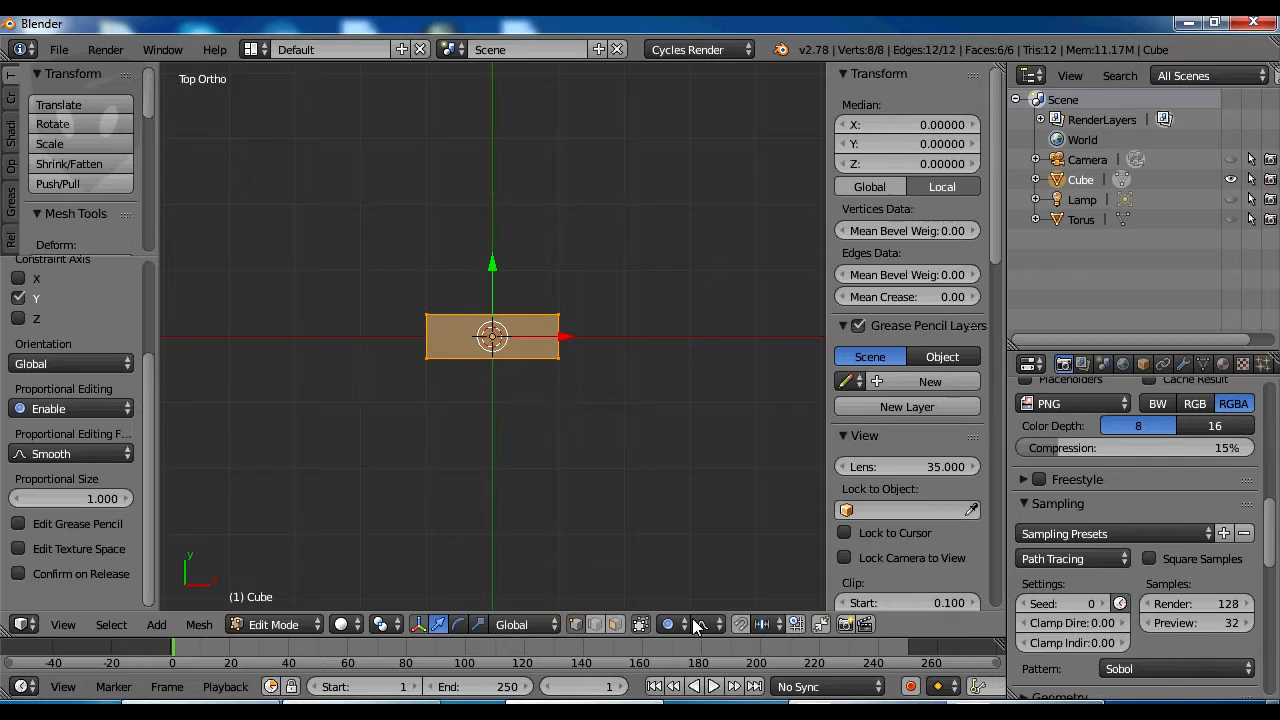 Blender
File Render Window Help Default Scene Cycles Render v2.78 | Verts:8/8 | Edges:12/12 | Faces:6/6 | Tris:12 | Mem:11.17M | Cube
Transform
Translate
Rotate
Scale
Shrink/Fatten
Push/Pull
Mesh Tools
Deform:
T
Cr
Shadi
Op
Greas
Rel
Constraint Axis
X
Y
Z
Orientation
Global
Proportional Editing
Enable
Proportional Editing F...
Smooth
Proportional Size
1.000
Edit Grease Pencil
Edit Texture Space
Confirm on Release
Top Ortho
y
x
(1) Cube
Transform
Median:
X: 0.00000
Y: 0.00000
Z: 0.00000
Global Local
Vertices Data:
Mean Bevel Weig: 0.00
Edges Data:
Mean Bevel Weig: 0.00
Mean Crease: 0.00
Grease Pencil Layers
Scene Object
New
New Layer
View
Lens: 35.000
Lock to Object:
Lock to Cursor
Lock Camera to View
Clip:
Start: 0.100
View Search All Scenes
Scene
RenderLayers
World
Camera
Cube
Lamp
Torus
Placeholders Cache Result
PNG BW RGB RGBA
Color Depth: 8 16
Compression: 15%
Freestyle
Sampling
Sampling Presets
Path Tracing Square Samples
Settings: Samples:
Seed: 0 Render: 128
Clamp Dire: 0.00 Preview: 32
Clamp Indir: 0.00
Pattern: Sobol
Geometry
View Select Add Mesh Edit Mode Global
-40 -20 0 20 40 60 80 100 120 140 160 180 200 220 240 260
View Marker Frame Playback Start: 1 End: 250 1 No Sync